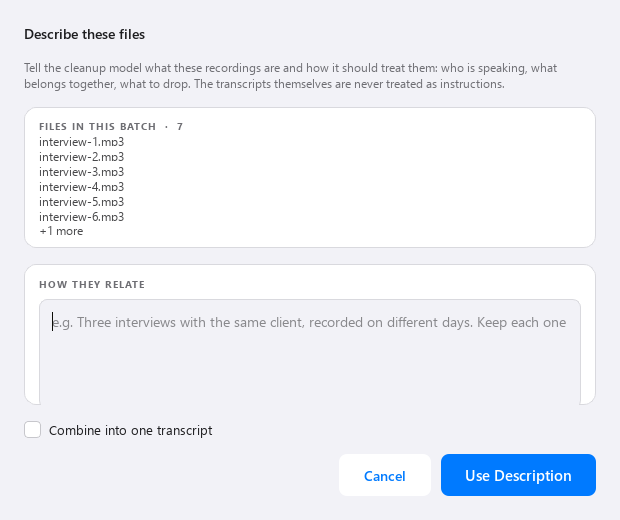 Describe these files
Tell the cleanup model what these recordings are and how it should treat them: who is speaking, what
belongs together, what to drop. The transcripts themselves are never treated as instructions.
FILES IN THIS BATCH · 7
interview-1.mp3
interview-2.mp3
interview-3.mp3
interview-4.mp3
interview-5.mp3
interview-6.mp3
+1 more
HOW THEY RELATE
e.g. Three interviews with the same client, recorded on different days. Keep each one
Combine into one transcript
Cancel
Use Description